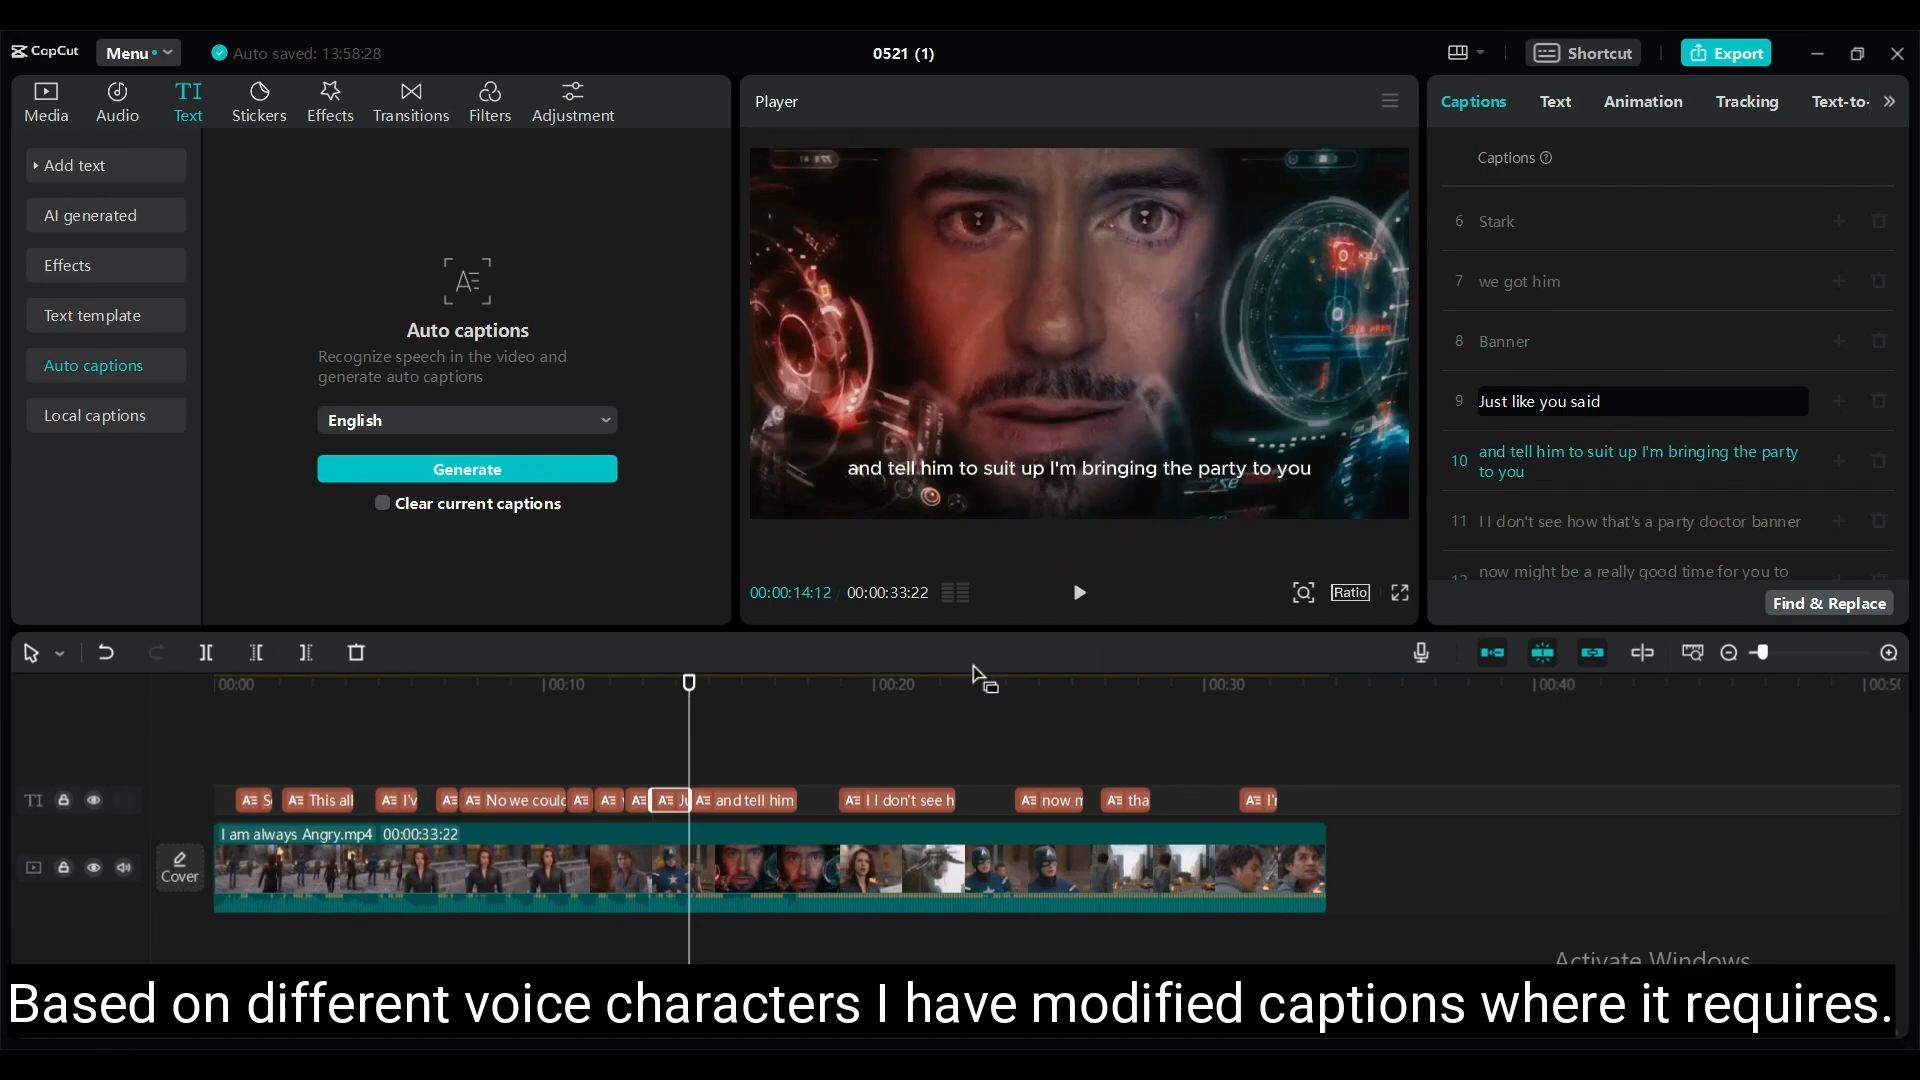 CapCut
Menu
Auto saved: 13:58:28
0521 (1)
Shortcut
Export
Media
Audio
TI
Text
Stickers
Effects
Transitions
Filters
Adjustment
Player
Captions
Text
Animation
Tracking
Text-to-
Add text
AI generated
Effects
Text template
Auto captions
Local captions
Auto captions
Recognize speech in the video and
generate auto captions
English
Generate
Clear current captions
and tell him to suit up I'm bringing the party to you
00:00:14:12 / 00:00:33:22
Ratio
Captions
6 Stark
7 we got him
8 Banner
9 Just like you said
10 and tell him to suit up I'm bringing the party
to you
11 I I don't see how that's a party doctor banner
12 now might be a really good time for you to
Find & Replace
00:00
00:10
00:20
00:30
00:40
00:50
TI
S
This all
I'v
No we could
Ju
and tell him
I I don't see h
now m
tha
I'r
I am always Angry.mp4 00:00:33:22
Cover
Activate Windows
Based on different voice characters I have modified captions where it requires.